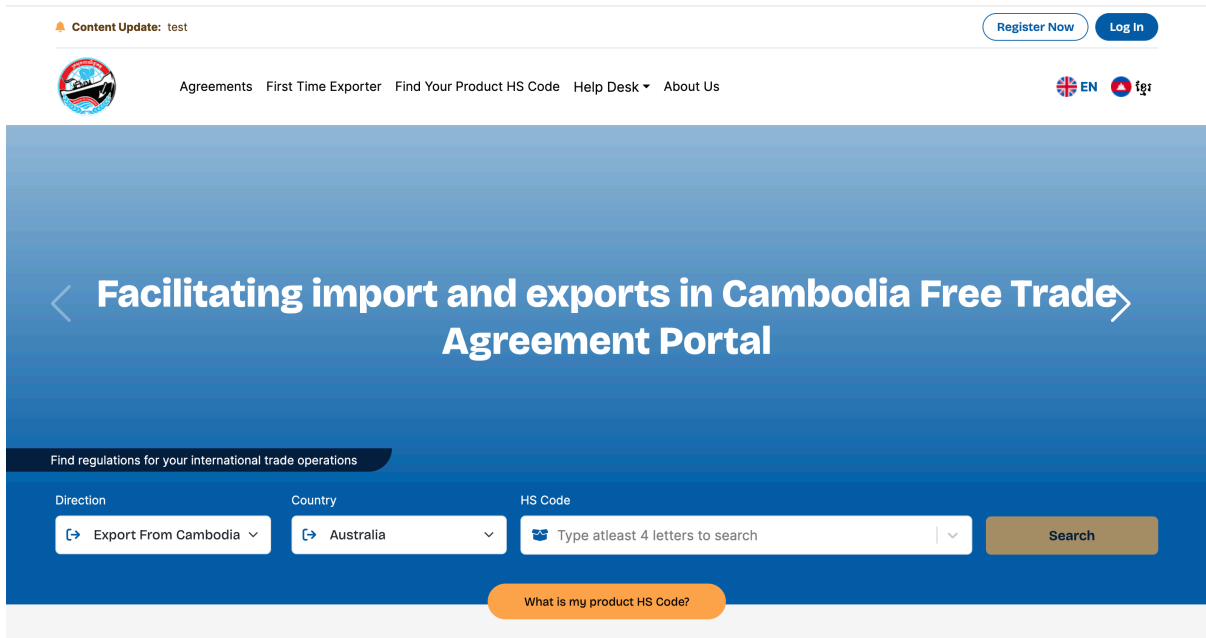 Content Update: test
Register Now
Log In
Agreements
First Time Exporter
Find Your Product HS Code
Help Desk
About Us
EN
ខ្មែរ
Facilitating import and exports in Cambodia Free Trade
Agreement Portal
Find regulations for your international trade operations
Direction
Country
HS Code
Export From Cambodia
Australia
Type atleast 4 letters to search
Search
What is my product HS Code?